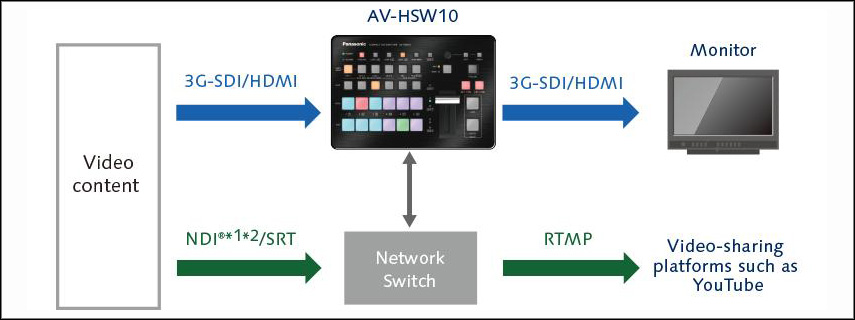 AV-HSW10
Panasonic
Monitor
3G-SDI/HDMI
3G-SDI/HDMI
Video
content
NDI®*1*2/SRT
Network
Switch
RTMP
Video-sharing
platforms such as
YouTube